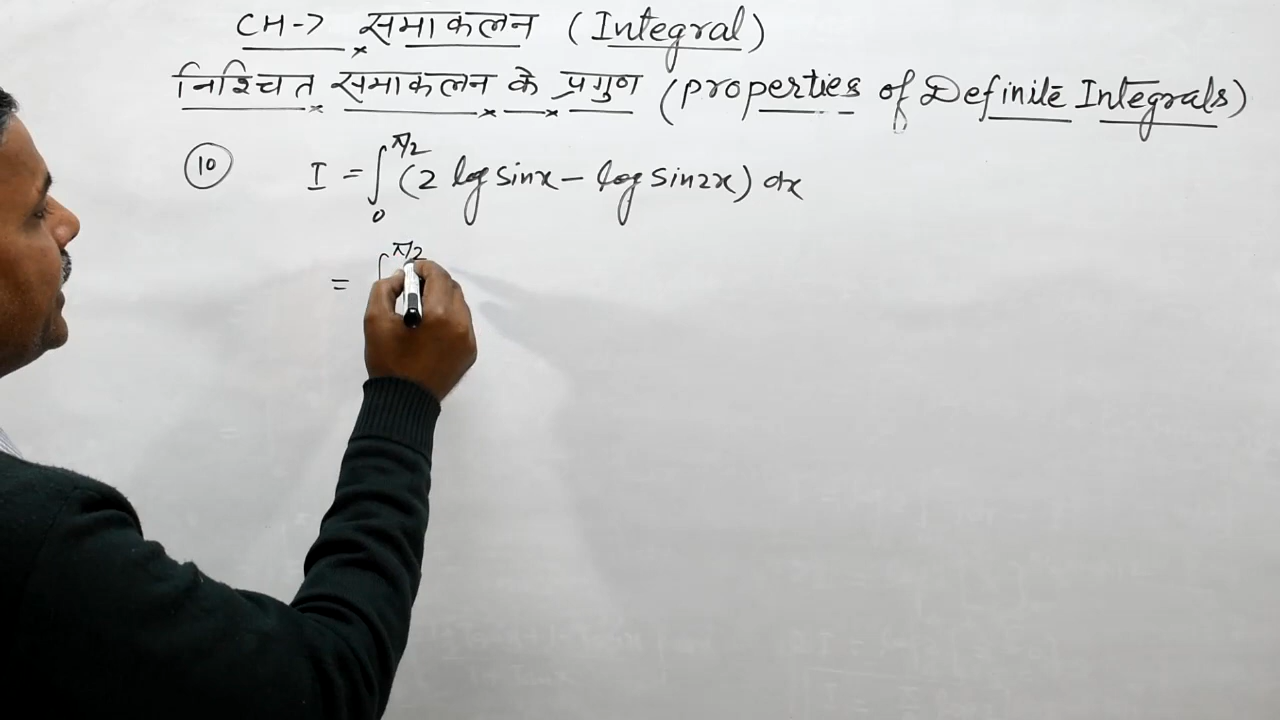 CH-7 समाकलन (Integral)
निश्चित समाकलन के प्रगुण (properties of Definite Integrals)
10 I = ∫₀^π/2 (2 log sinx - log sin2x) dx
= ∫^π/2